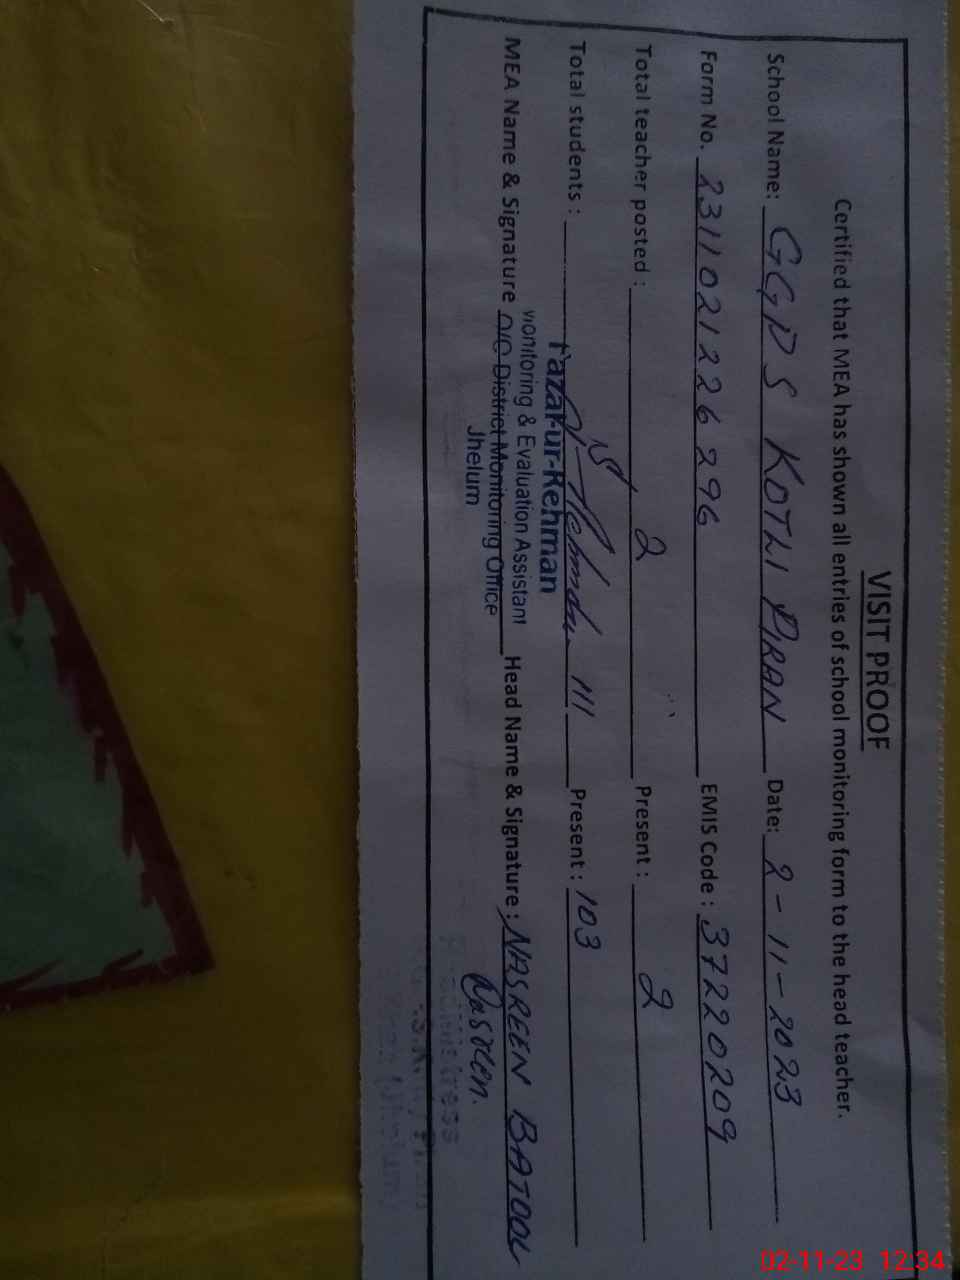 VISIT PROOF
Certified that MEA has shown all entries of school monitoring form to the head teacher.
School Name: GGPS KOTLI PIRAN Date: 2-11-2023
Form No. 2311021226296 EMIS Code: 37220209
Total teacher posted: 2 Present: 2
Total students: 111 Present: 103
Fazal-ur-Rehman
Monitoring & Evaluation Assistant
MEA Name & Signature O/O District Monitoring Office Head Name & Signature: NASREEN BATOOL
Jhelum Nasreen.
02-11-23 12:34